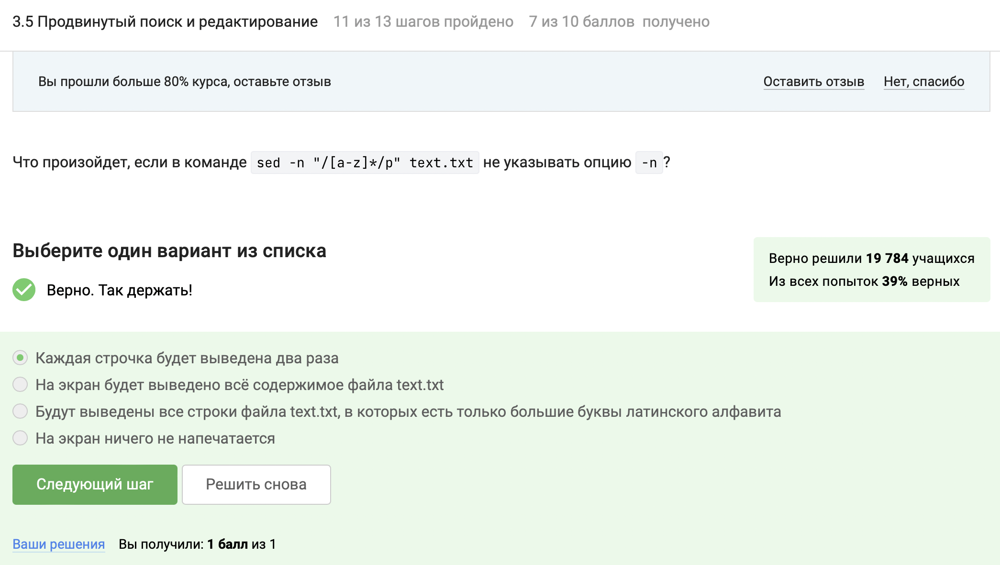 3.5 Продвинутый поиск и редактирование 11 из 13 шагов пройдено 7 из 10 баллов получено
Вы прошли больше 80% курса, оставьте отзыв Оставить отзыв Нет, спасибо
Что произойдет, если в команде sed -n "/[a-z]*/p" text.txt не указывать опцию -n?
Выберите один вариант из списка
Верно. Так держать!
Верно решили 19 784 учащихся
Из всех попыток 39% верных
Каждая строчка будет выведена два раза
На экран будет выведено всё содержимое файла text.txt
Будут выведены все строки файла text.txt, в которых есть только большие буквы латинского алфавита
На экран ничего не напечатается
Следующий шаг Решить снова
Ваши решения Вы получили: 1 балл из 1